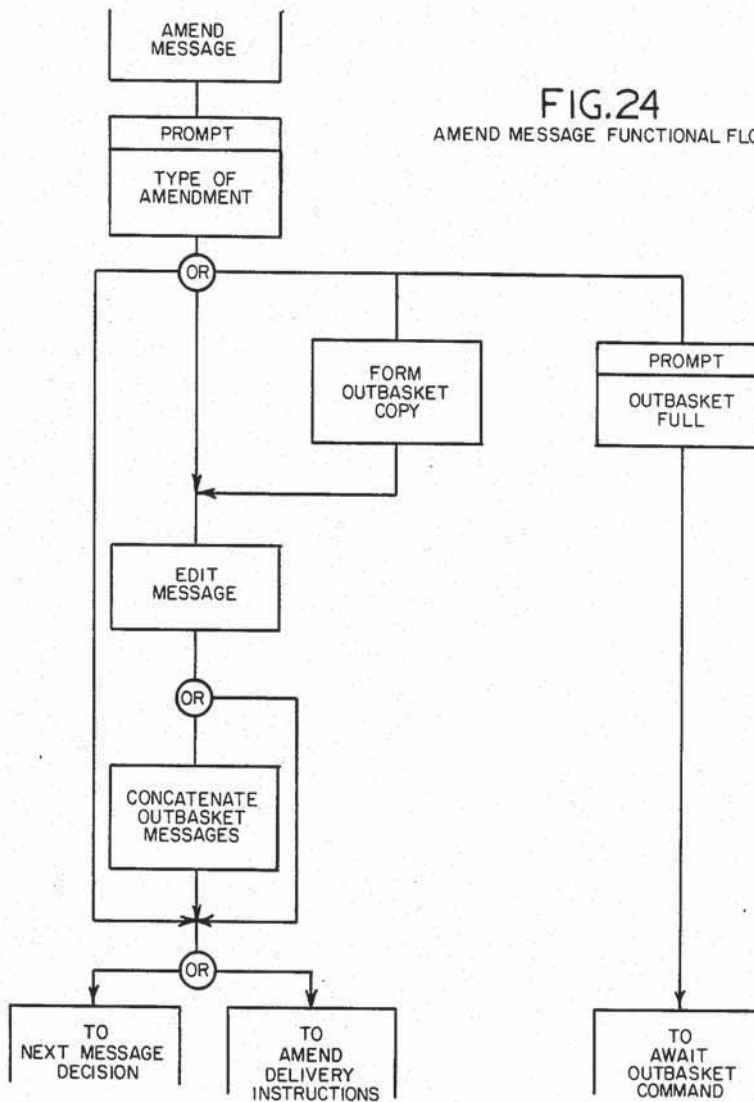 AMEND
MESSAGE
FIG.24
AMEND MESSAGE FUNCTIONAL FLO
PROMPT
TYPE OF
AMENDMENT
OR
FORM
OUTBASKET
COPY
PROMPT
OUTBASKET
FULL
EDIT
MESSAGE
OR
CONCATENATE
OUTBASKET
MESSAGES
OR
TO
NEXT MESSAGE
DECISION
TO
AMEND
DELIVERY
INSTRUCTIONS
TO
AWAIT
OUTBASKET
COMMAND